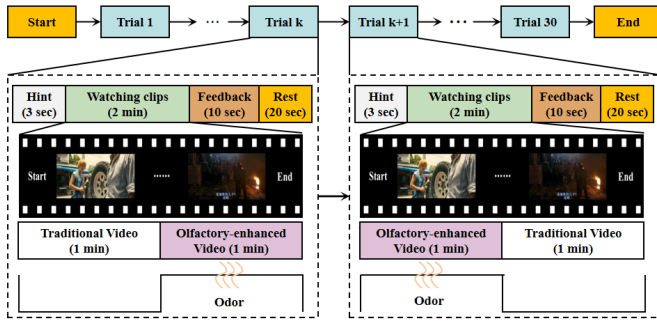 Start
Trial 1
...
Trial k
Trial k+1
...
Trial 30
End
Hint
(3 sec)
Watching clips
(2 min)
Feedback
(10 sec)
Rest
(20 sec)
Start
......
End
Traditional Video
(1 min)
Olfactory-enhanced
Video (1 min)
Odor
Hint
(3 sec)
Watching clips
(2 min)
Feedback
(10 sec)
Rest
(20 sec)
Start
......
End
Olfactory-enhanced
Video (1 min)
Traditional Video
(1 min)
Odor